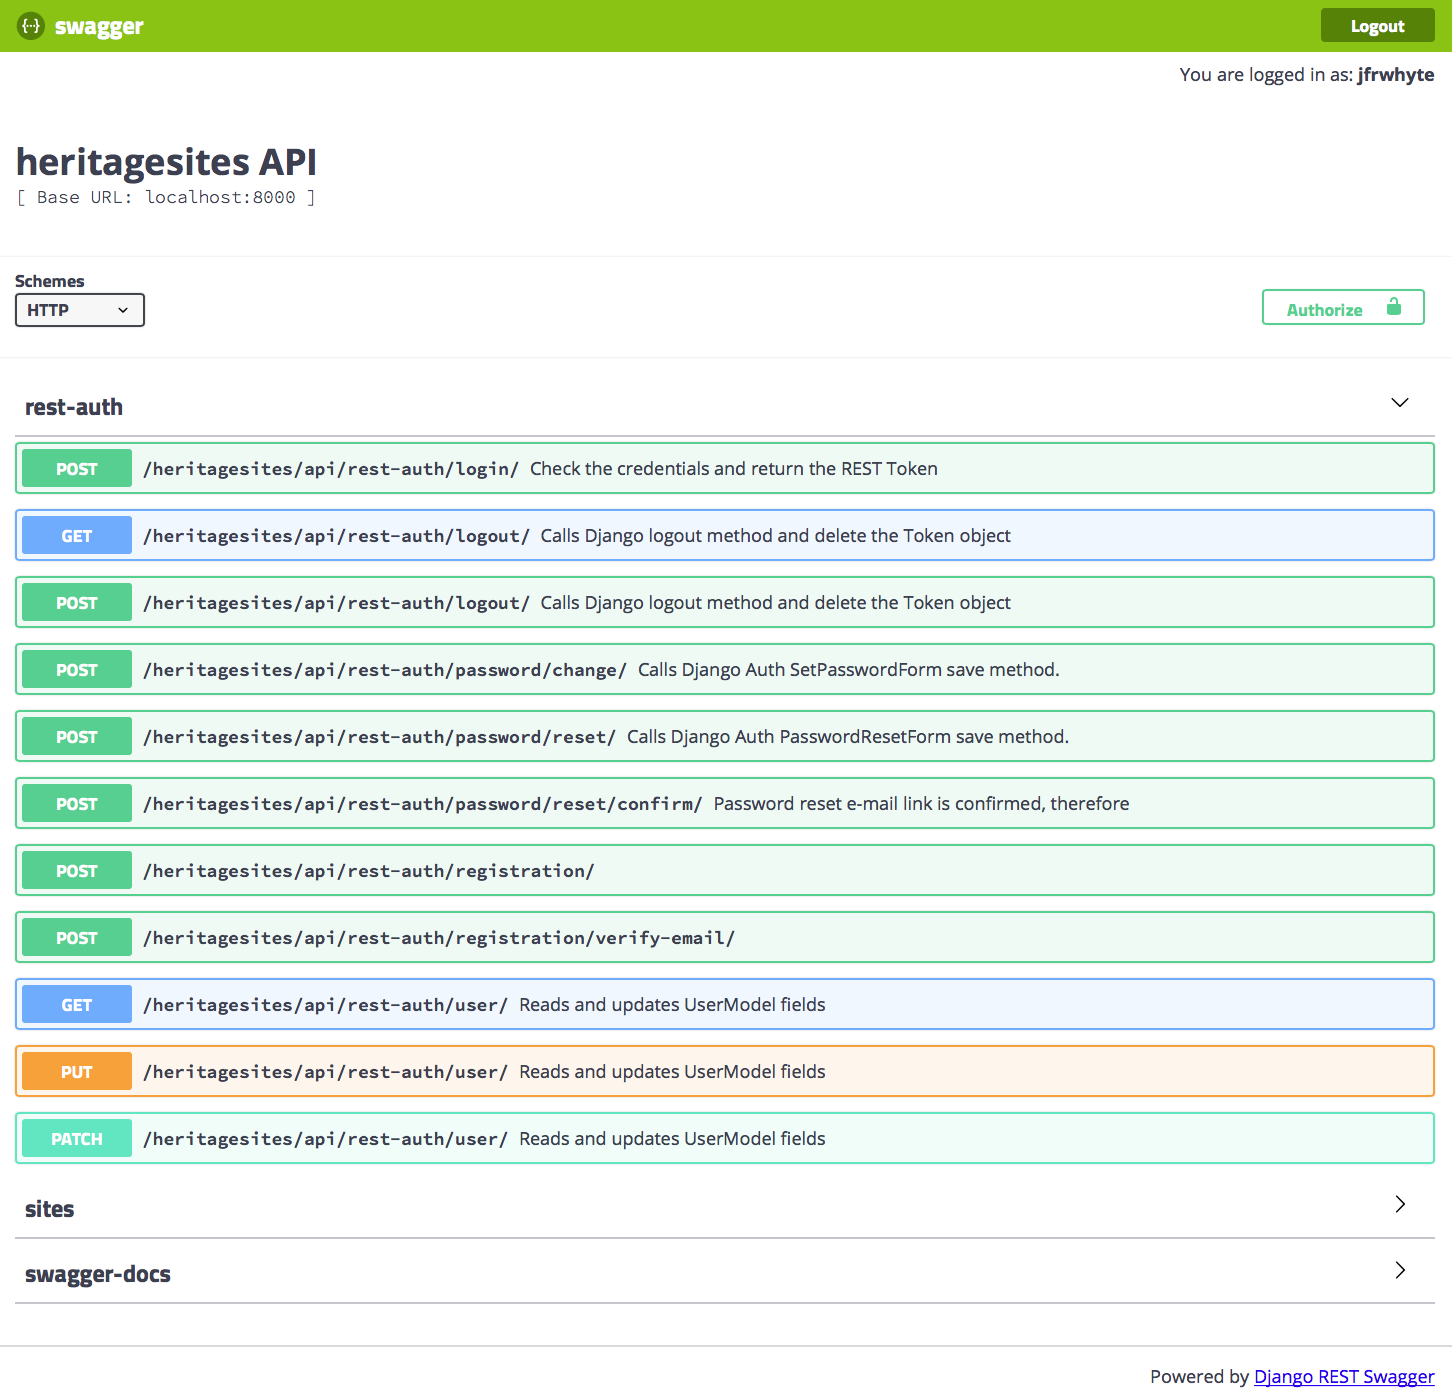 {···} swagger
Logout
You are logged in as: jfrwhyte
heritagesites API
[ Base URL: localhost:8000 ]
Schemes
HTTP
Authorize
rest-auth
POST /heritagesites/api/rest-auth/login/ Check the credentials and return the REST Token
GET /heritagesites/api/rest-auth/logout/ Calls Django logout method and delete the Token object
POST /heritagesites/api/rest-auth/logout/ Calls Django logout method and delete the Token object
POST /heritagesites/api/rest-auth/password/change/ Calls Django Auth SetPasswordForm save method.
POST /heritagesites/api/rest-auth/password/reset/ Calls Django Auth PasswordResetForm save method.
POST /heritagesites/api/rest-auth/password/reset/confirm/ Password reset e-mail link is confirmed, therefore
POST /heritagesites/api/rest-auth/registration/
POST /heritagesites/api/rest-auth/registration/verify-email/
GET /heritagesites/api/rest-auth/user/ Reads and updates UserModel fields
PUT /heritagesites/api/rest-auth/user/ Reads and updates UserModel fields
PATCH /heritagesites/api/rest-auth/user/ Reads and updates UserModel fields
sites
swagger-docs
Powered by Django REST Swagger